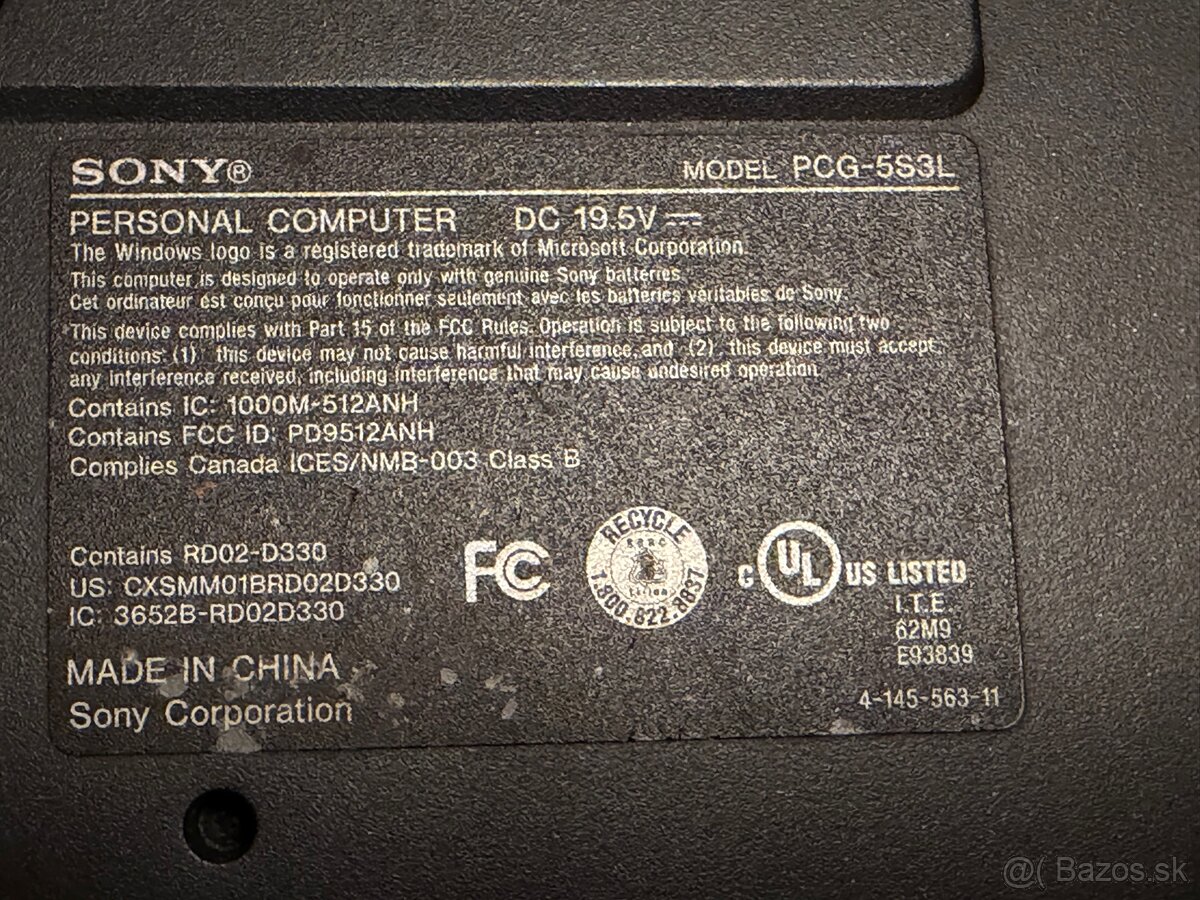 SONY® MODEL PCG-5S3L
PERSONAL COMPUTER DC 19.5V
The Windows logo is a registered trademark of Microsoft Corporation.
This computer is designed to operate only with genuine Sony batteries.
Cet ordinateur est conçu pour fonctionner seulement avec les batteries véritables de Sony.
This device complies with Part 15 of the FCC Rules. Operation is subject to the following two
conditions: (1) this device may not cause harmful interference, and (2) this device must accept
any interference received, including interference that may cause undesired operation.
Contains IC: 1000M-512ANH
Contains FCC ID: PD9512ANH
Complies Canada ICES/NMB-003 Class B
Contains RD02-D330
US: CXSMM01BRD02D330
IC: 3652B-RD02D330
FC
RECYCLE
1.800.822.8837
c UL US LISTED
I.T.E.
62M9
E93839
MADE IN CHINA
Sony Corporation
4-145-563-11
@( Bazos.sk